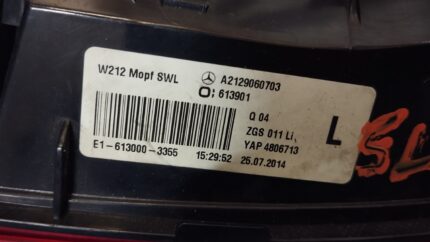 W212 Mopf SWL A2129060703
O; 613901
Q 04
ZGS 011 Li,
YAP 4806713
E1-613000-3355 15:29:52 25.07.2014
L
SL